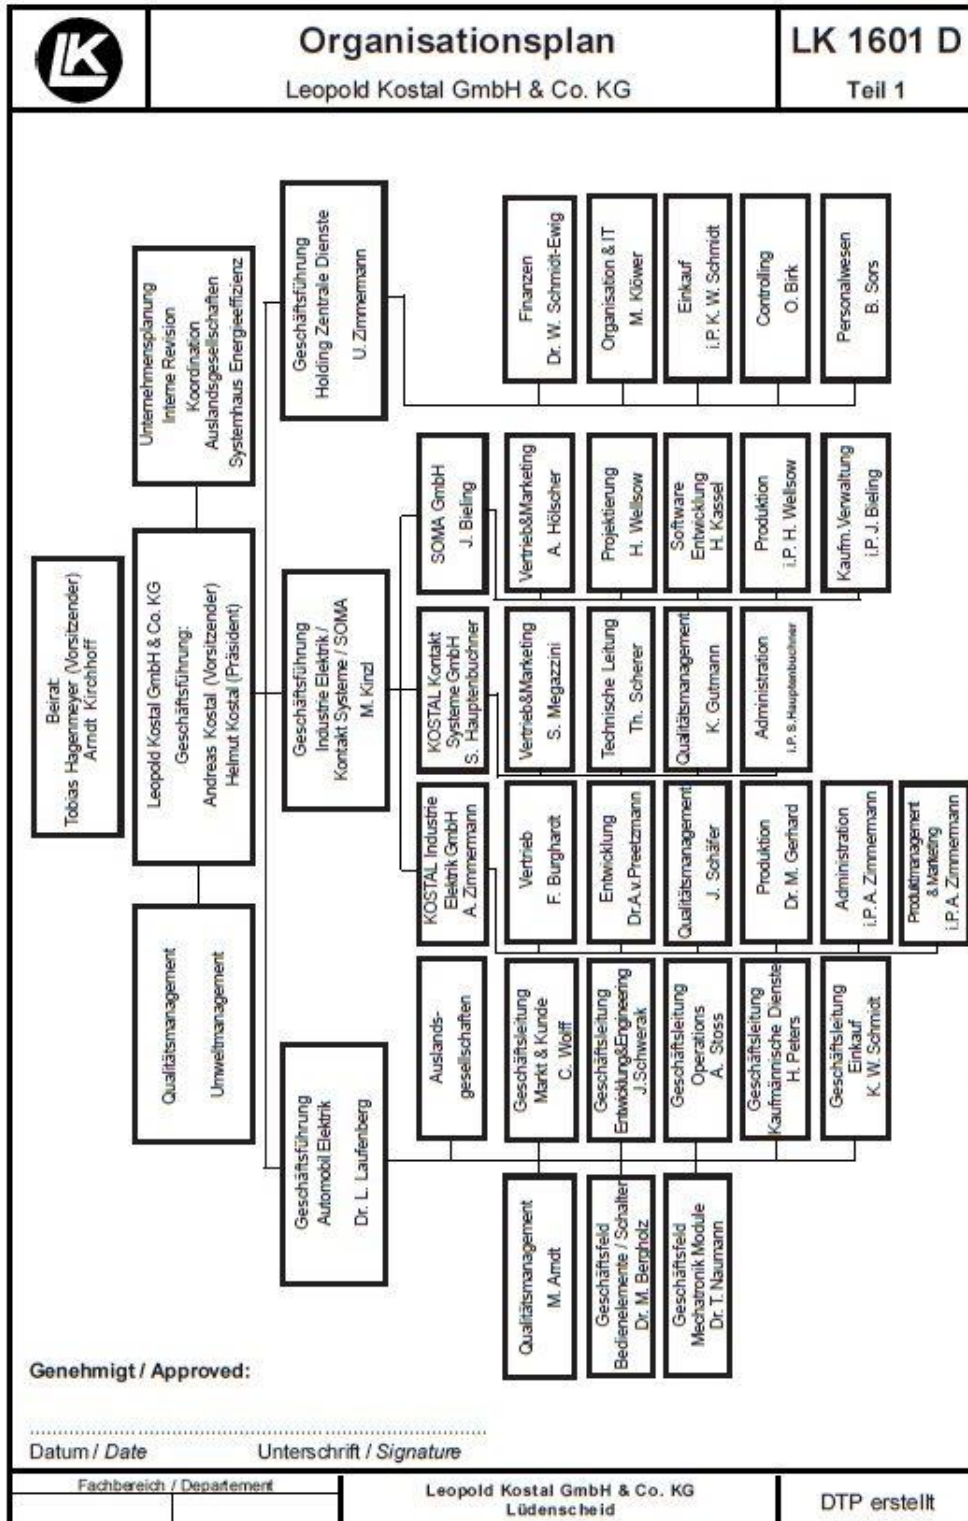 LK
Organisationsplan
Leopold Kostal GmbH & Co. KG
LK 1601 D
Teil 1
Beirat:
Tobias Hagenmeyer (Vorsitzender)
Arndt Kirchhoff
Qualitätsmanagement
Umweltmanagement
Leopold Kostal GmbH & Co. KG
Geschäftsführung:
Andreas Kostal (Vorsitzender)
Helmut Kostal (Präsident)
Unternehmensplanung
Interne Revision
Koordination
Auslandsgesellschaften
Systemhaus Energieeffizienz
Geschäftsführung
Automobil Elektrik
Dr. L. Laufenberg
Geschäftsführung
Industrie Elektrik /
Kontakt Systeme / SOMA
M. Kinzl
Geschäftsführung
Holding Zentrale Dienste
U. Zimmermann
Auslands-
gesellschaften
KOSTAL Industrie
Elektrik GmbH
A. Zimmermann
KOSTAL Kontakt
Systeme GmbH
S. Hauptenbuchner
SOMA GmbH
J. Bieling
Qualitätsmanagement
M. Arndt
Geschäftsleitung
Markt & Kunde
C. Wolff
Vertrieb
F. Burghardt
Vertrieb&Marketing
S. Megazzini
Vertrieb&Marketing
A. Hölscher
Finanzen
Dr. W. Schmidt-Ewig
Geschäftsfeld
Bedienelemente / Schalter
Dr. M. Bergholz
Geschäftsleitung
Entwicklung&Engineering
J.Schwerak
Entwicklung
Dr.A.v.Preetzmann
Technische Leitung
Th. Scherer
Projektierung
H. Wellsow
Organisation & IT
M. Klöwer
Geschäftsfeld
Mechatronik Module
Dr. T. Naumann
Geschäftsleitung
Operations
A. Stoss
Qualitätsmanagement
J. Schäfer
Qualitätsmanagement
K. Gutmann
Software
Entwicklung
H. Kassel
Einkauf
i.P.K. W. Schmidt
Geschäftsleitung
Kaufmännische Dienste
H. Peters
Produktion
Dr. M. Gerhard
Administration
i.P. S.Hauptenbuchner
Produktion
i.P. H. Wellsow
Controlling
O. Birk
Geschäftsleitung
Einkauf
K. W. Schmidt
Administration
i.P. A. Zimmermann
Kaufm. Verwaltung
i.P. J. Bieling
Personalwesen
B. Sors
Produktmanagement
& Marketing
i.P. A. Zimmermann
Genehmigt / Approved:
Datum / Date Unterschrift / Signature
Fachbereich / Departement
Leopold Kostal GmbH & Co. KG
Lüdenscheid
DTP erstellt